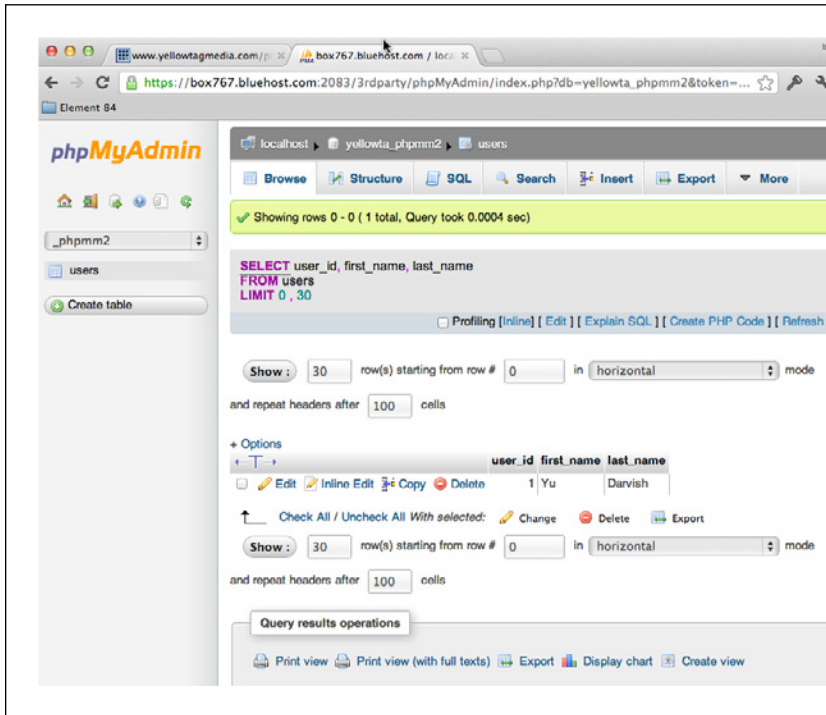 www.yellowtagmedia.com/pl
box767.bluehost.com / loca
https://box767.bluehost.com:2083/3rdparty/phpMyAdmin/index.php?db=yellowta_phpmm2&token=...
Element 84
phpMyAdmin
localhost yellowta_phpmm2 users
Browse Structure SQL Search Insert Export More
_phpmm2
users
Create table
Showing rows 0 - 0 ( 1 total, Query took 0.0004 sec)
SELECT user_id, first_name, last_name
FROM users
LIMIT 0 , 30
Profiling [Inline] [ Edit ] [ Explain SQL ] [ Create PHP Code ] [ Refresh
Show : 30 row(s) starting from row # 0 in horizontal mode
and repeat headers after 100 cells
+ Options
user_id first_name last_name
Edit Inline Edit Copy Delete 1 Yu Darvish
Check All / Uncheck All With selected: Change Delete Export
Show : 30 row(s) starting from row # 0 in horizontal mode
and repeat headers after 100 cells
Query results operations
Print view Print view (with full texts) Export Display chart Create view